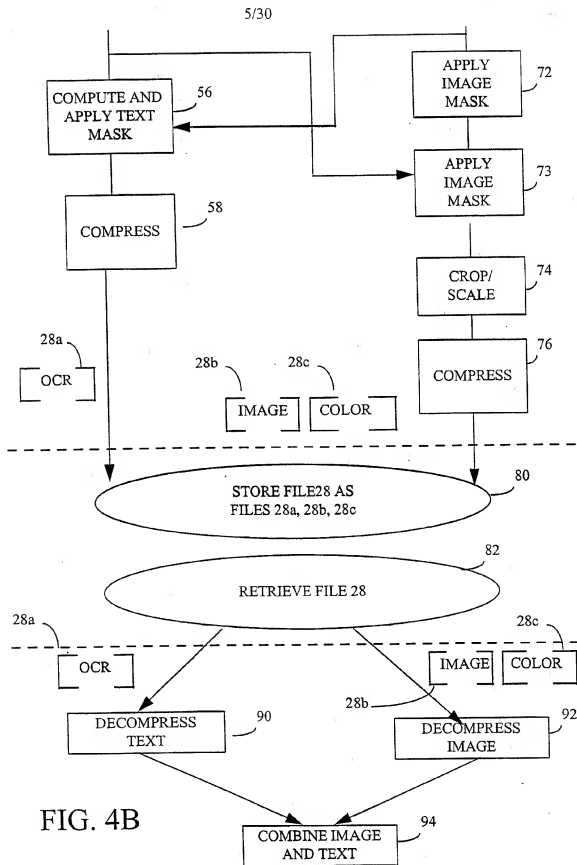 5/30
COMPUTE AND
APPLY TEXT
MASK
56
APPLY
IMAGE
MASK
72
APPLY
IMAGE
MASK
73
COMPRESS
58
CROP/
SCALE
74
28a
OCR
28b
IMAGE
28c
COLOR
76
COMPRESS
STORE FILE28 AS
FILES 28a, 28b, 28c
80
82
RETRIEVE FILE 28
28a
OCR
28c
IMAGE
COLOR
28b
DECOMPRESS
TEXT
90
DECOMPRESS
IMAGE
92
FIG. 4B
COMBINE IMAGE
AND TEXT
94